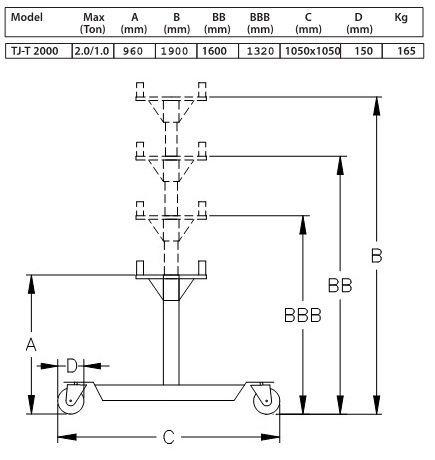 Model Max A B BB BBB C D Kg
(Ton) (mm) (mm) (mm) (mm) (mm) (mm)
TJ-T 2000 2.0/1.0 960 1900 1600 1320 1050x1050 150 165
B
BB
BBB
A
D
C